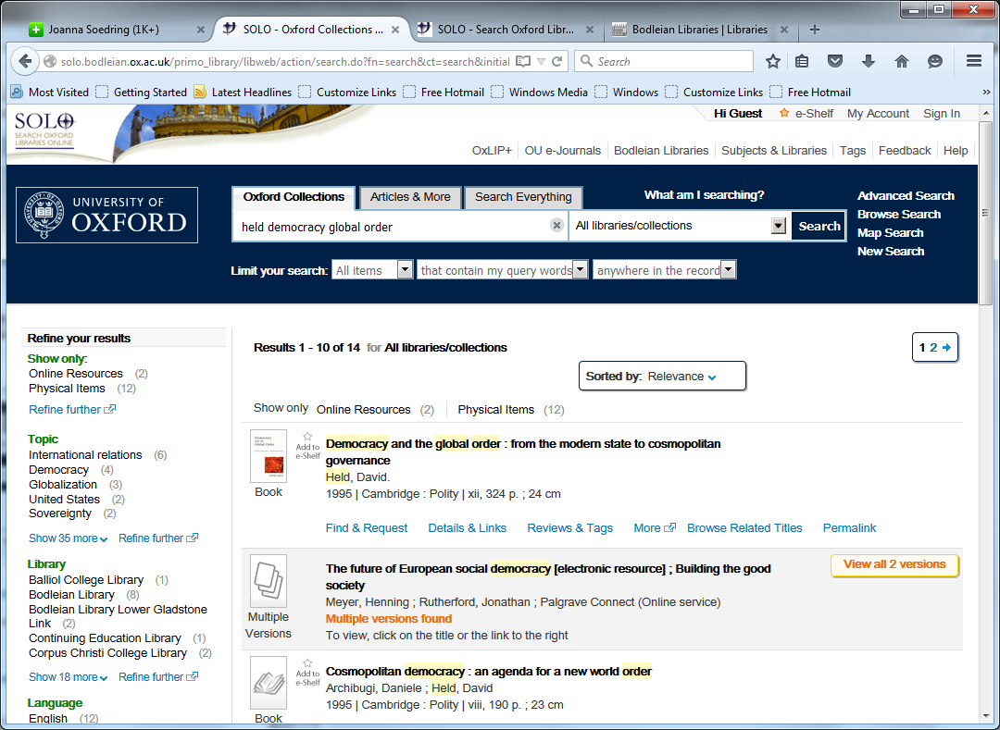 Joanna Soedring (1K+)
SOLO - Oxford Collections ...
SOLO - Search Oxford Libr...
Bodleian Libraries | Libraries
solo.bodleian.ox.ac.uk/primo_library/libweb/action/search.do?fn=search&ct=search&initial
Search
Most Visited Getting Started Latest Headlines Customize Links Free Hotmail Windows Media Windows Customize Links Free Hotmail
SOLO
SEARCH OXFORD
LIBRARIES ONLINE
Hi Guest e-Shelf My Account Sign In
OxLIP+ OU e-Journals Bodleian Libraries Subjects & Libraries Tags Feedback Help
UNIVERSITY OF
OXFORD
Oxford Collections Articles & More Search Everything What am I searching?
held democracy global order All libraries/collections Search
Advanced Search
Browse Search
Map Search
New Search
Limit your search: All items that contain my query words anywhere in the record
Refine your results
Show only:
Online Resources (2)
Physical Items (12)
Refine further
Topic
International relations (6)
Democracy (4)
Globalization (3)
United States (2)
Sovereignty (2)
Show 35 more Refine further
Library
Balliol College Library (1)
Bodleian Library (8)
Bodleian Library Lower Gladstone
Link (2)
Continuing Education Library (1)
Corpus Christi College Library (2)
Show 18 more Refine further
Language
English (12)
Results 1 - 10 of 14 for All libraries/collections
1 2
Sorted by: Relevance
Show only Online Resources (2) Physical Items (12)
Democracy
and the
Global Order
Book
Add to
e-Shelf
Democracy and the global order : from the modern state to cosmopolitan
governance
Held, David.
1995 | Cambridge : Polity | xii, 324 p. ; 24 cm
Find & Request Details & Links Reviews & Tags More Browse Related Titles Permalink
Multiple
Versions
The future of European social democracy [electronic resource] ; Building the good
society
Meyer, Henning ; Rutherford, Jonathan ; Palgrave Connect (Online service)
Multiple versions found
To view, click on the title or the link to the right
View all 2 versions
Book
Add to
e-Shelf
Cosmopolitan democracy : an agenda for a new world order
Archibugi, Daniele ; Held, David
1995 | Cambridge : Polity | viii, 190 p. ; 23 cm